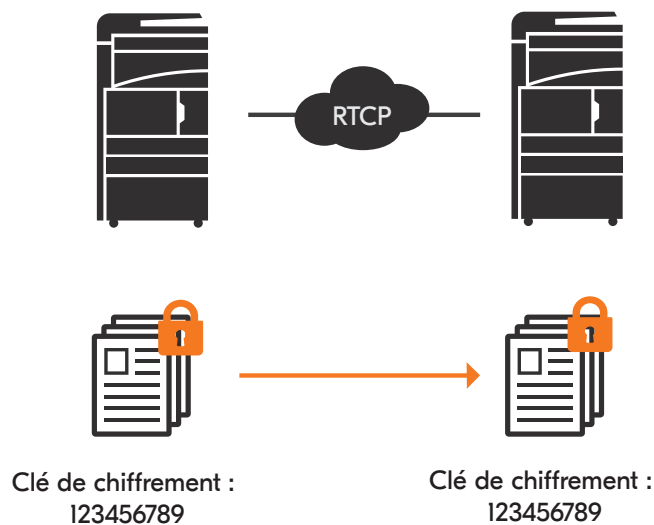 RTCP
Clé de chiffrement :
123456789
Clé de chiffrement :
123456789